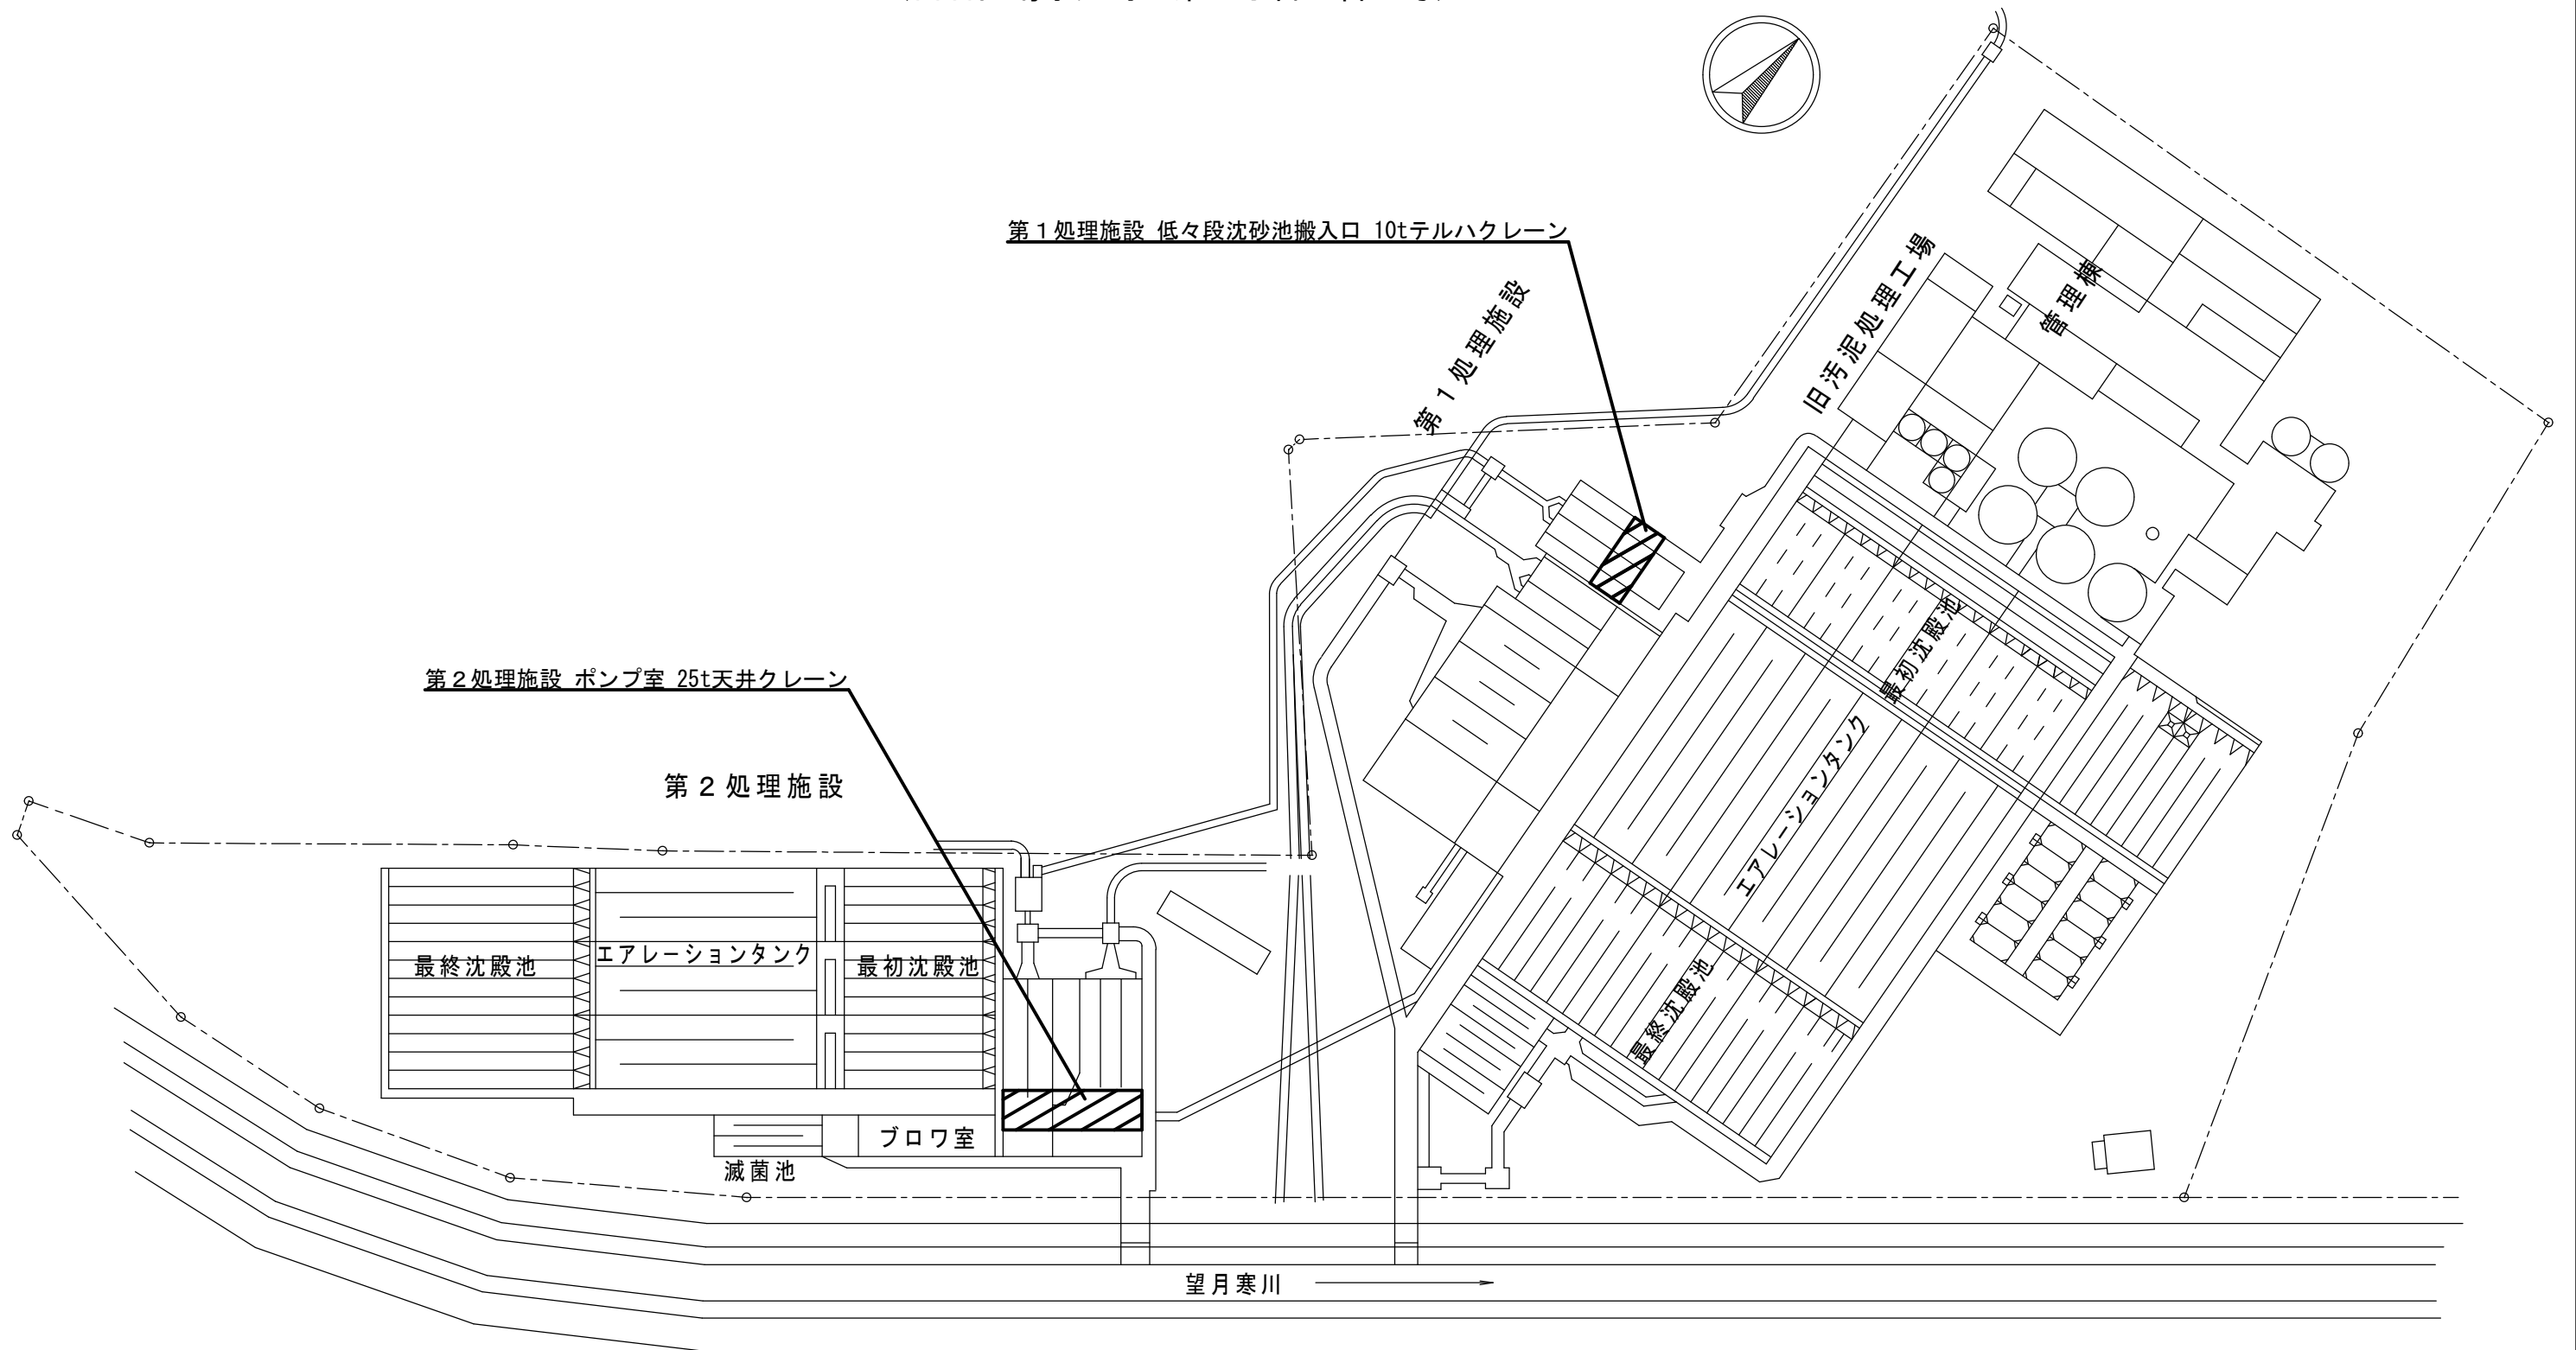 第1処理施設 低々段沈砂池搬入口 10tテルハクレーン
第1処理施設
旧汚泥処理工場
管理棟
第2処理施設 ポンプ室 25t天井クレーン
第2処理施設
最初沈殿池
エアレーションタンク
最終沈殿池
最終沈殿池
エアレーションタンク
最初沈殿池
ブロワ室
滅菌池
望月寒川